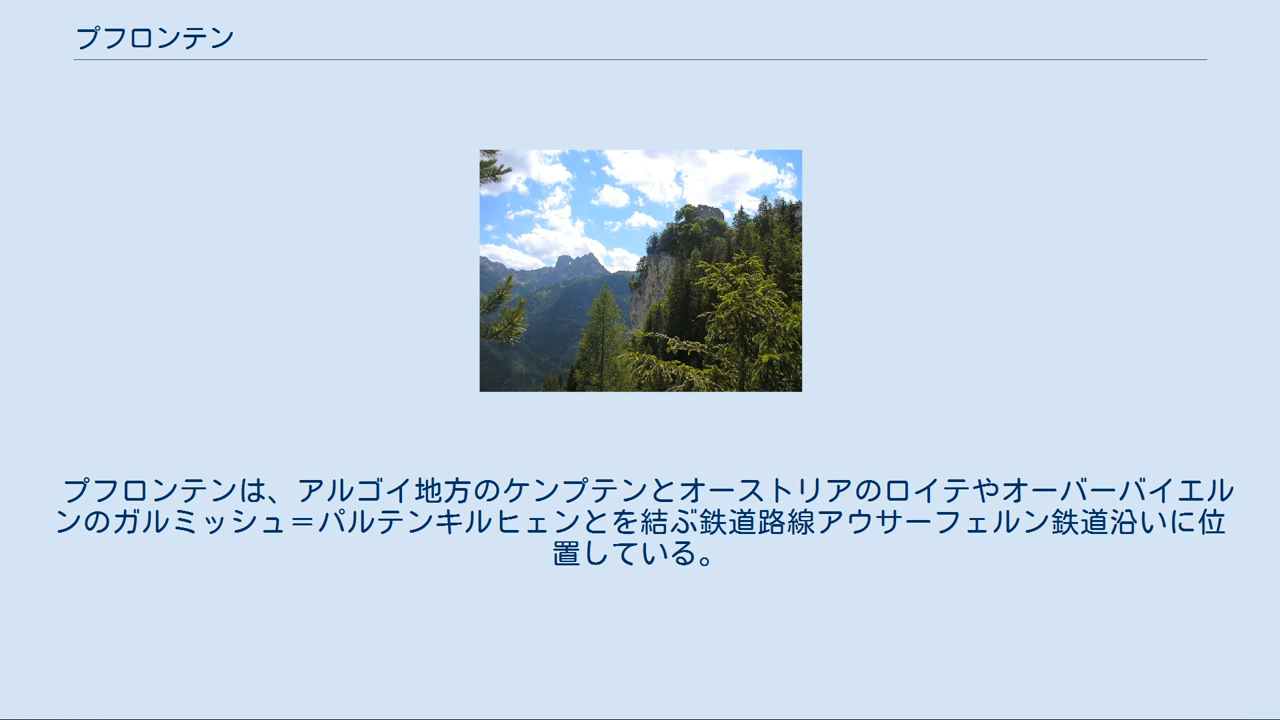 プフロンテン
プフロンテンは、アルゴイ地方のケンプテンとオーストリアのロイテやオーバーバイエル
ンのガルミッシュ＝パルテンキルヒェンとを結ぶ鉄道路線アウサーフェルン鉄道沿いに位
置している。